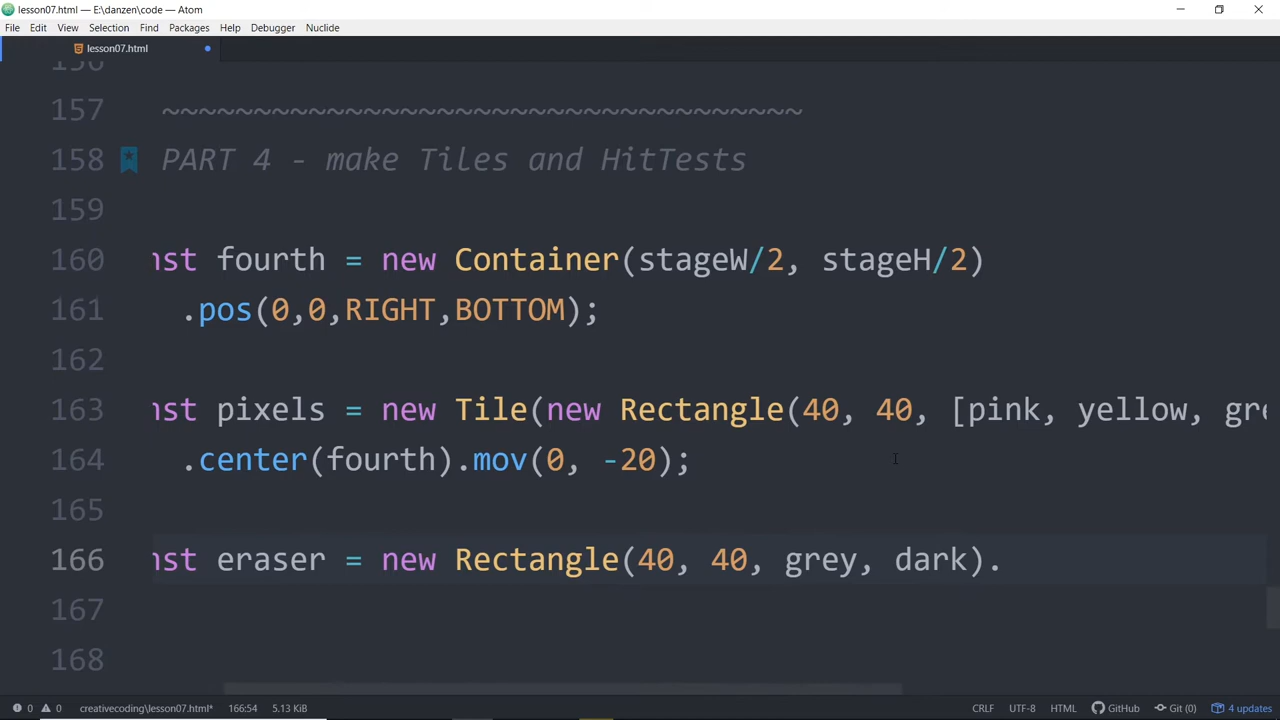 lesson07.html — E:\danzen\code — Atom
File Edit View Selection Find Packages Help Debugger Nuclide
lesson07.html
156
157 ~~~~~~~~~~~~~~~~~~~~~~~~~~~~~~~~~~~
158 PART 4 - make Tiles and HitTests
159
160 nst fourth = new Container(stageW/2, stageH/2)
161 .pos(0,0,RIGHT,BOTTOM);
162
163 nst pixels = new Tile(new Rectangle(40, 40, [pink, yellow, gre
164 .center(fourth).mov(0, -20);
165
166 nst eraser = new Rectangle(40, 40, grey, dark).
167
168
0 0 creativecoding\lesson07.html* 166:54 5.13 KiB CRLF UTF-8 HTML GitHub Git (0) 4 updates